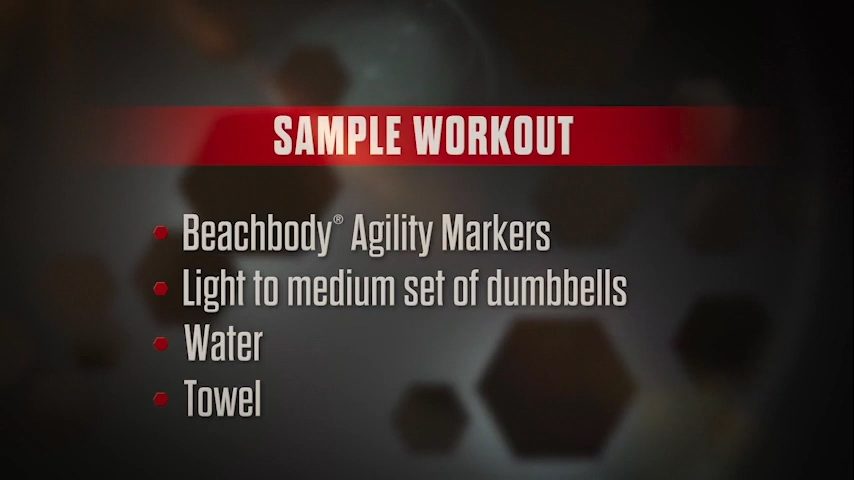 SAMPLE WORKOUT
Beachbody® Agility Markers
Light to medium set of dumbbells
Water
Towel